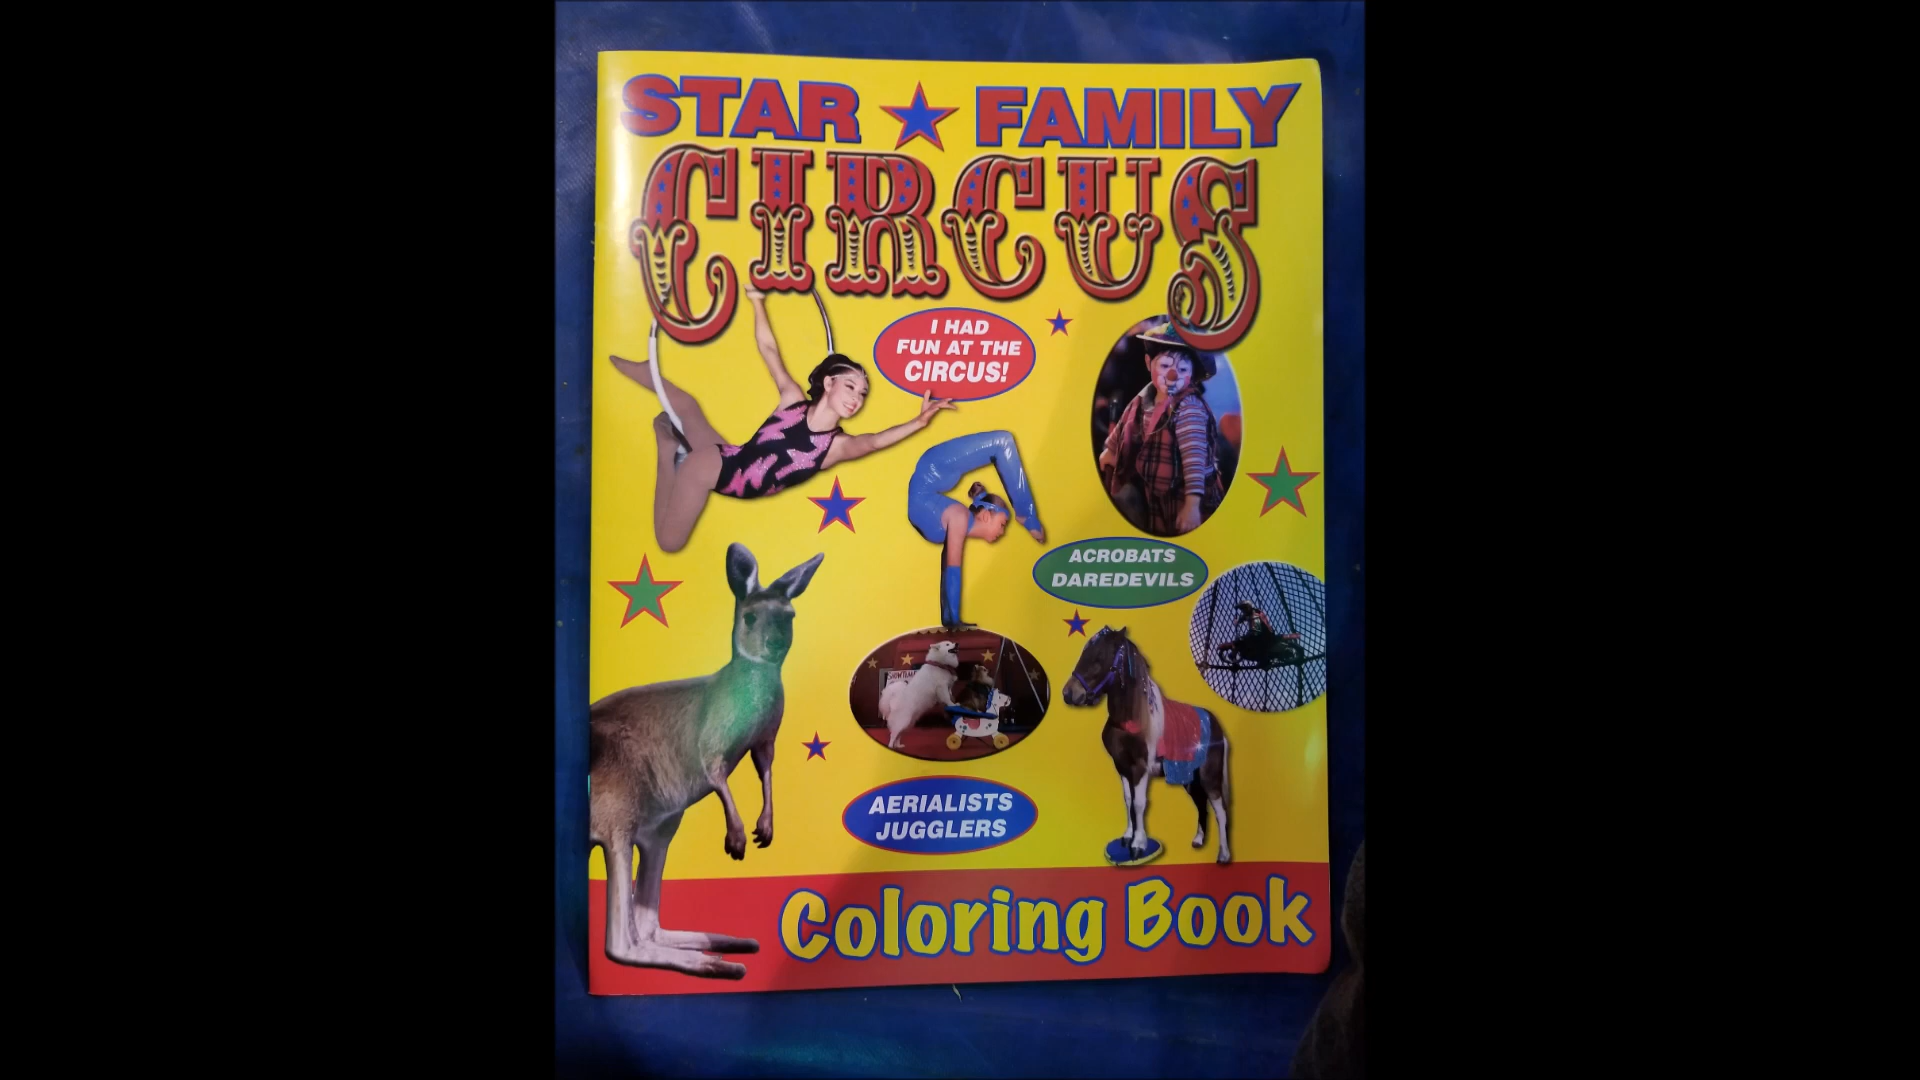 STAR FAMILY
CIRCUS
I HAD
FUN AT THE
CIRCUS!
ACROBATS
DAREDEVILS
AERIALISTS
JUGGLERS
Coloring Book